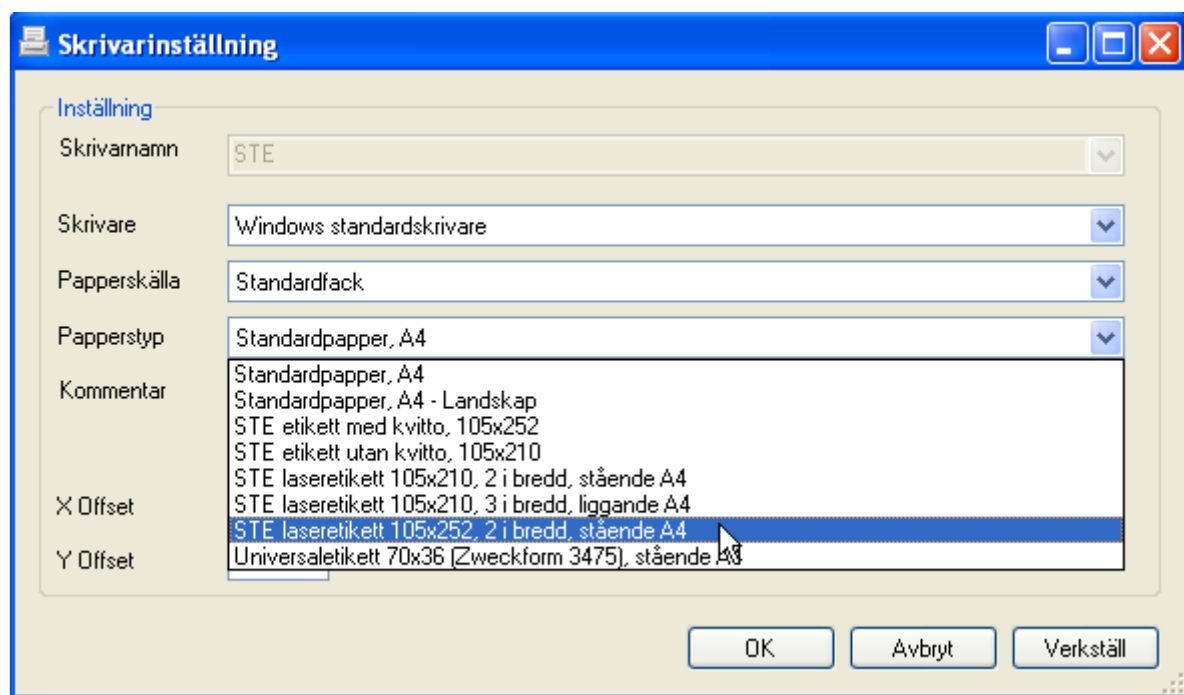 Skrivarinställning
Inställning
Skrivarnamn STE
Skrivare Windows standardskrivare
Papperskälla Standardfack
Papperstyp Standardpapper, A4
Kommentar
Standardpapper, A4
Standardpapper, A4 - Landskap
STE etikett med kvitto, 105x252
STE etikett utan kvitto, 105x210
STE laseretikett 105x210, 2 i bredd, stående A4
STE laseretikett 105x210, 3 i bredd, liggande A4
STE laseretikett 105x252, 2 i bredd, stående A4
Universaletikett 70x36 (Zweckform 3475), stående
X Offset
Y Offset
OK Avbryt Verkställ